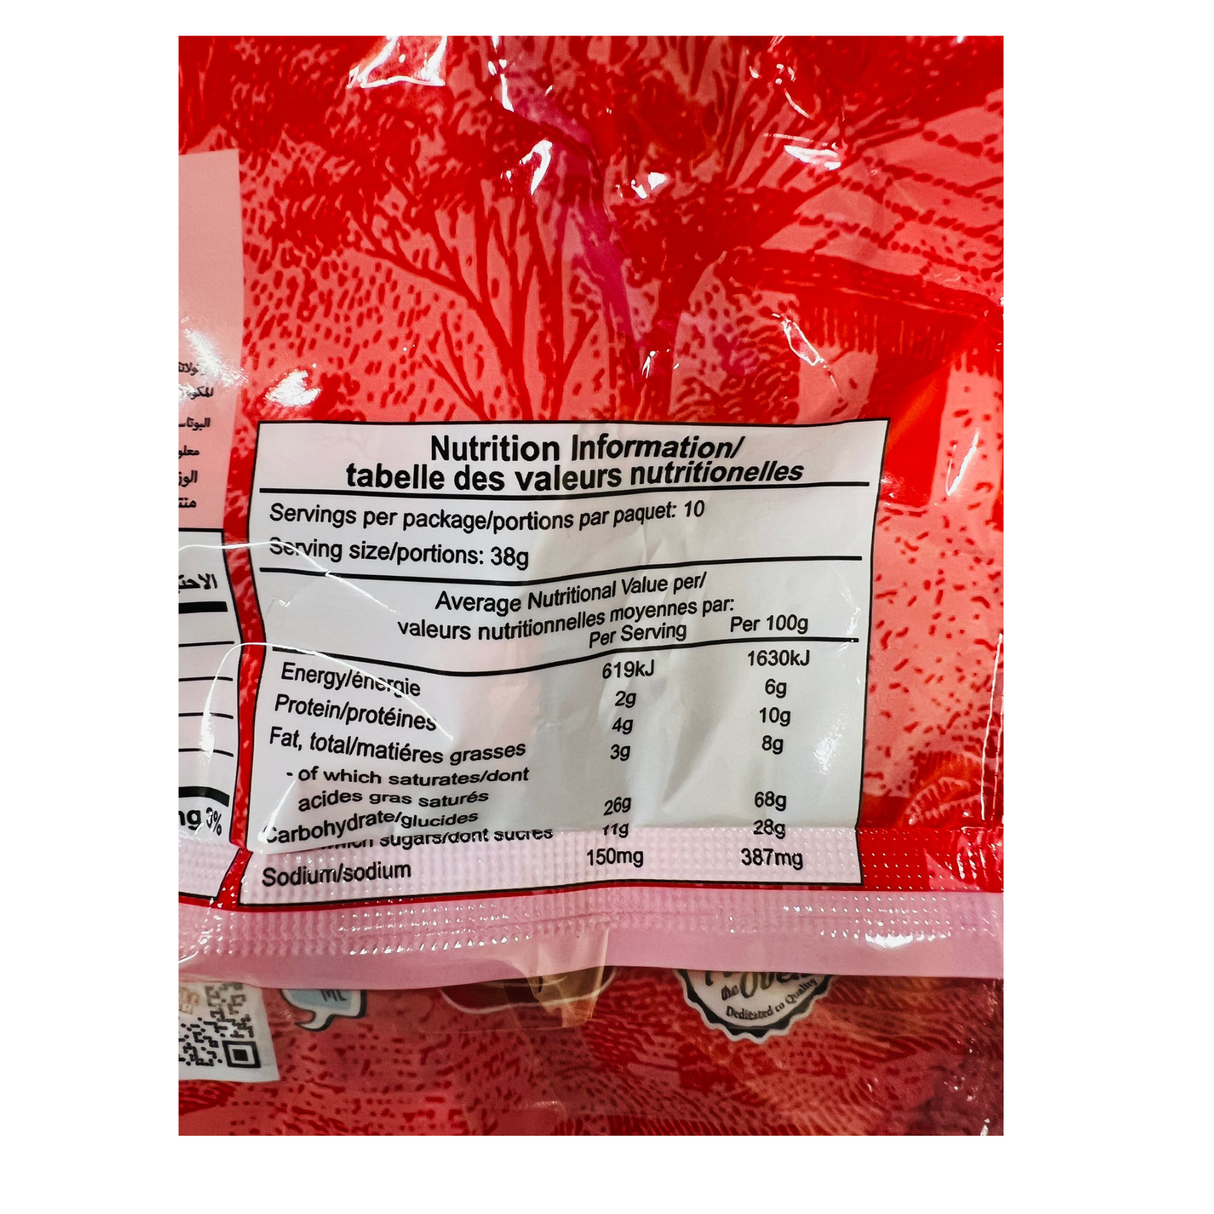 Nutrition Information/
tabelle des valeurs nutritionelles
Servings per package/portions par paquet: 10
Serving size/portions: 38g
Average Nutritional Value per/
valeurs nutritionnelles moyennes par:
Per Serving Per 100g
Energy/énergie 619kJ 1630kJ
Protein/protéines 2g 6g
Fat, total/matiéres grasses 4g 10g
- of which saturates/dont 3g 8g
acides gras saturés
Carbohydrate/glucides 26g 68g
sugars/dont sucres 11g 28g
Sodium/sodium 150mg 387mg
3%
the
Dedicated to Quality